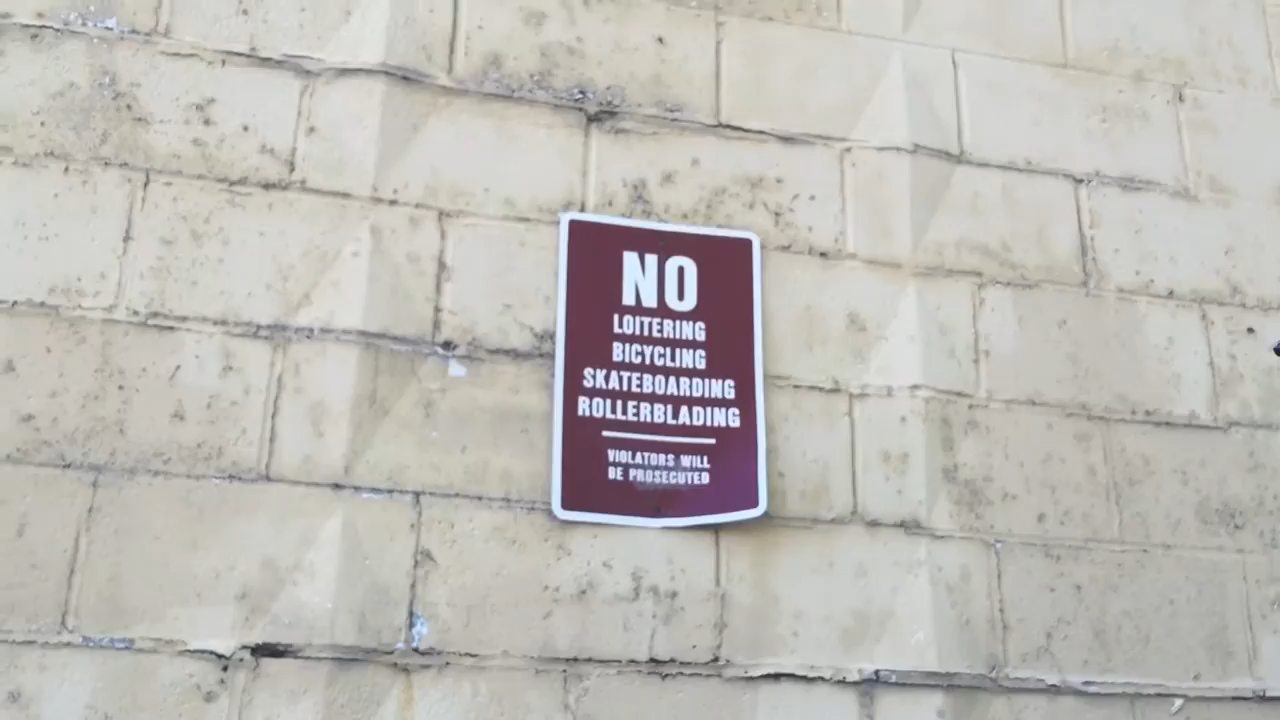 NO
LOITERING
BICYCLING
SKATEBOARDING
ROLLERBLADING
VIOLATORS WILL
BE PROSECUTED